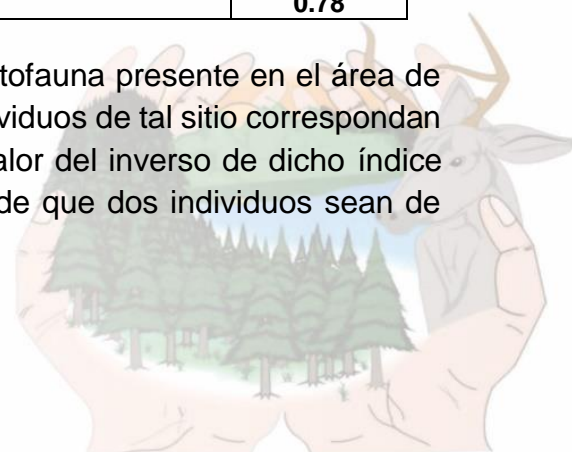 0.78
tofauna presente en el área de
viduos de tal sitio correspondan
alor del inverso de dicho índice
de que dos individuos sean de